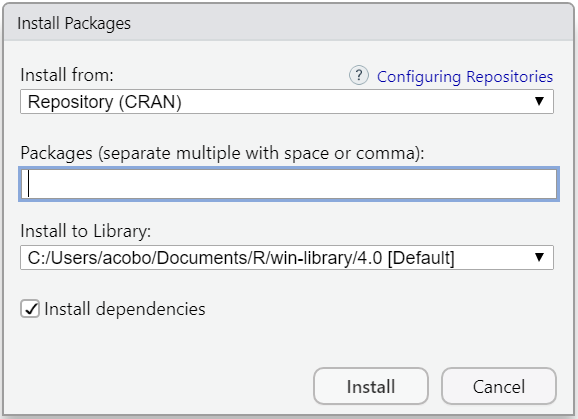 Install Packages
Install from:
? Configuring Repositories
Repository (CRAN)
Packages (separate multiple with space or comma):
Install to Library:
C:/Users/acobo/Documents/R/win-library/4.0 [Default]
Install dependencies
Install
Cancel